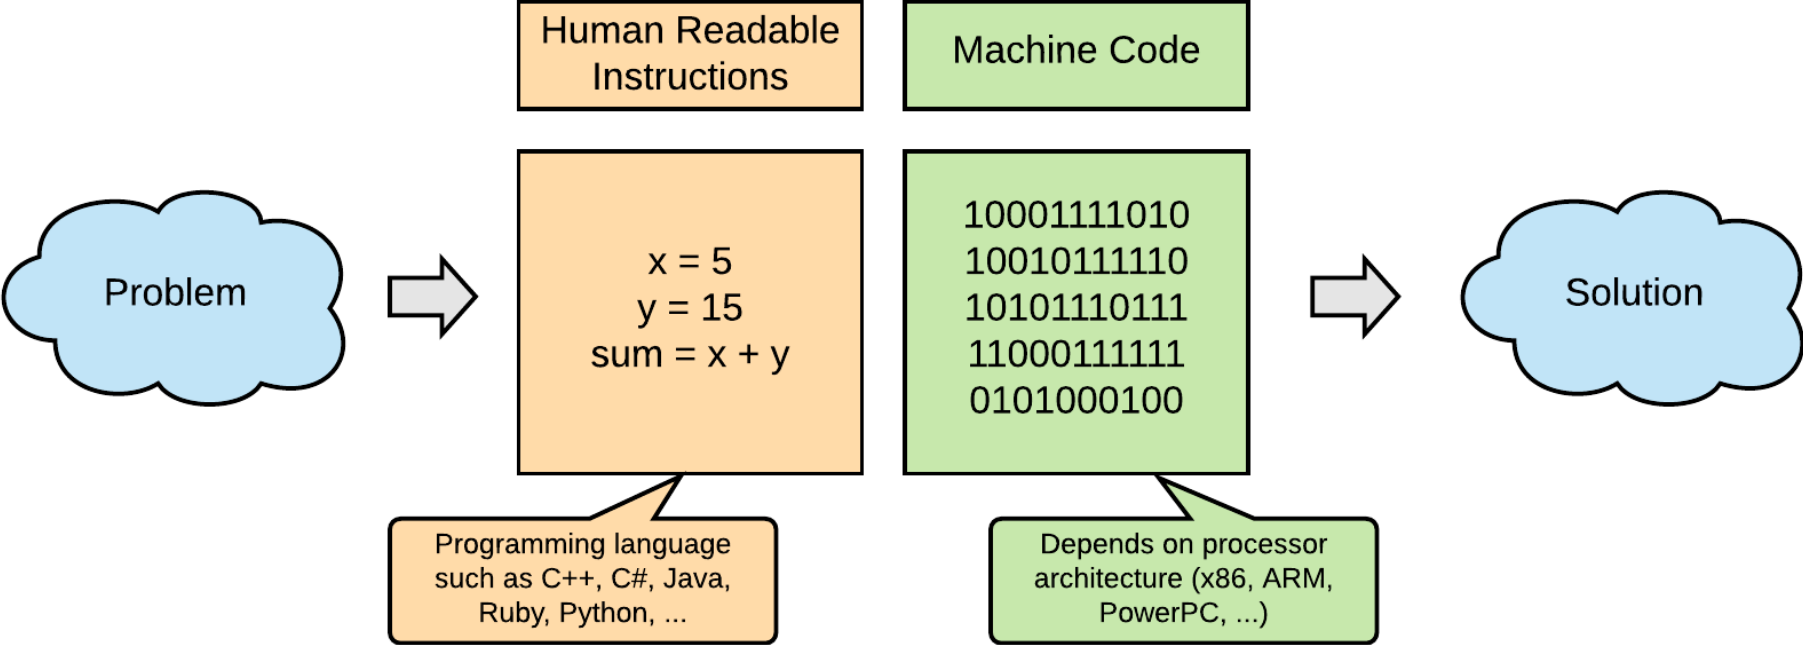 Human Readable
Instructions
Machine Code
Problem
x = 5
y = 15
sum = x + y
10001111010
10010111110
10101110111
11000111111
0101000100
Solution
Programming language
such as C++, C#, Java,
Ruby, Python, ...
Depends on processor
architecture (x86, ARM,
PowerPC, ...)